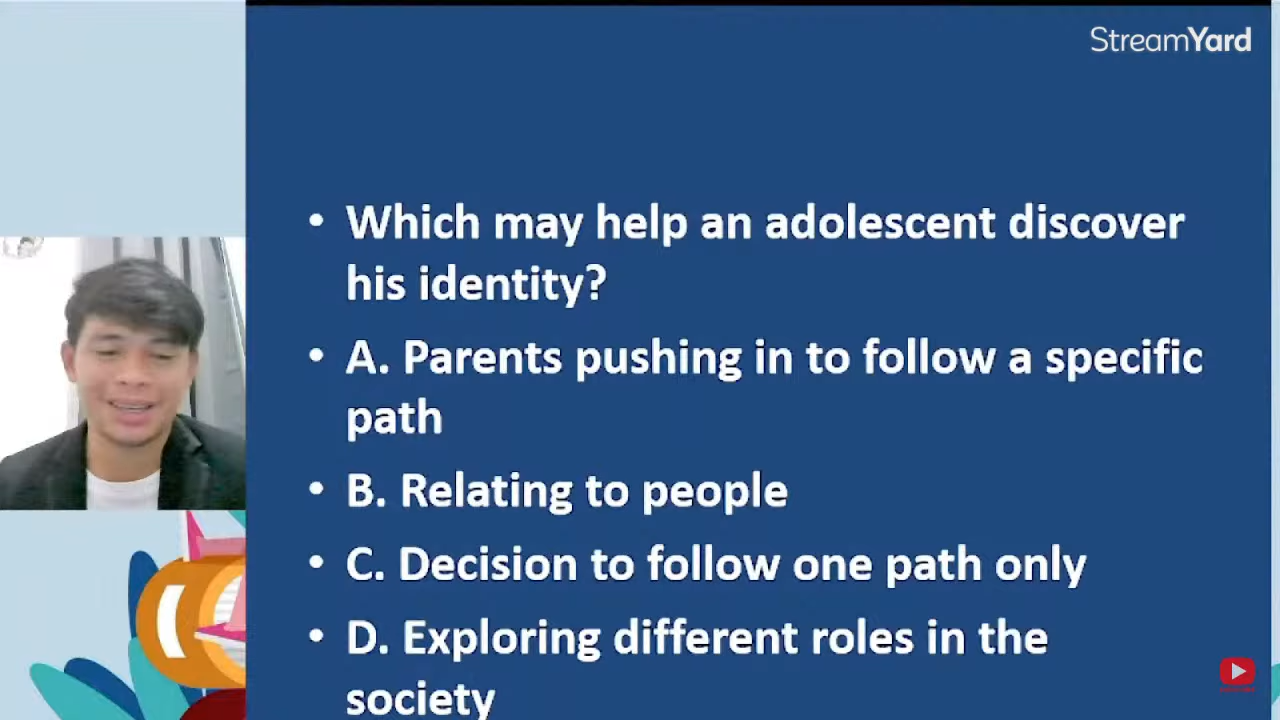 StreamYard
• Which may help an adolescent discover
his identity?
• A. Parents pushing in to follow a specific
path
• B. Relating to people
• C. Decision to follow one path only
• D. Exploring different roles in the
society